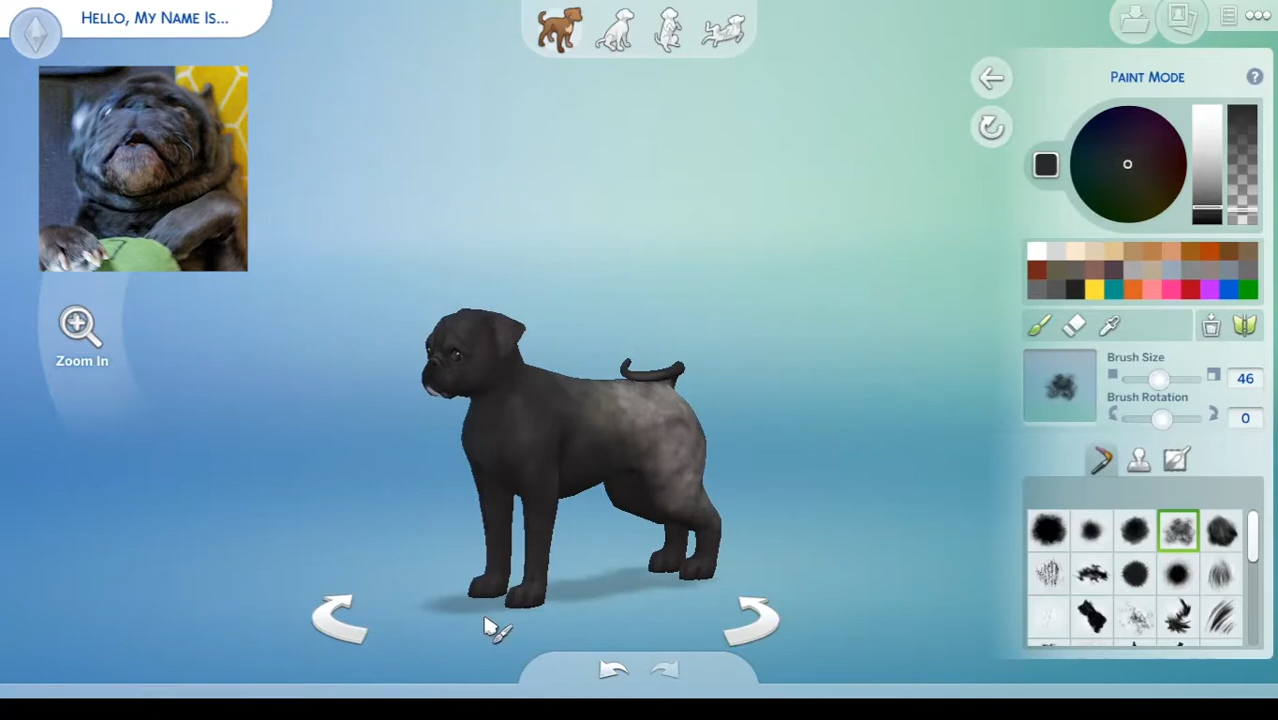 Hello, My Name Is...
Paint Mode
?
Zoom In
Brush Size
46
Brush Rotation
0